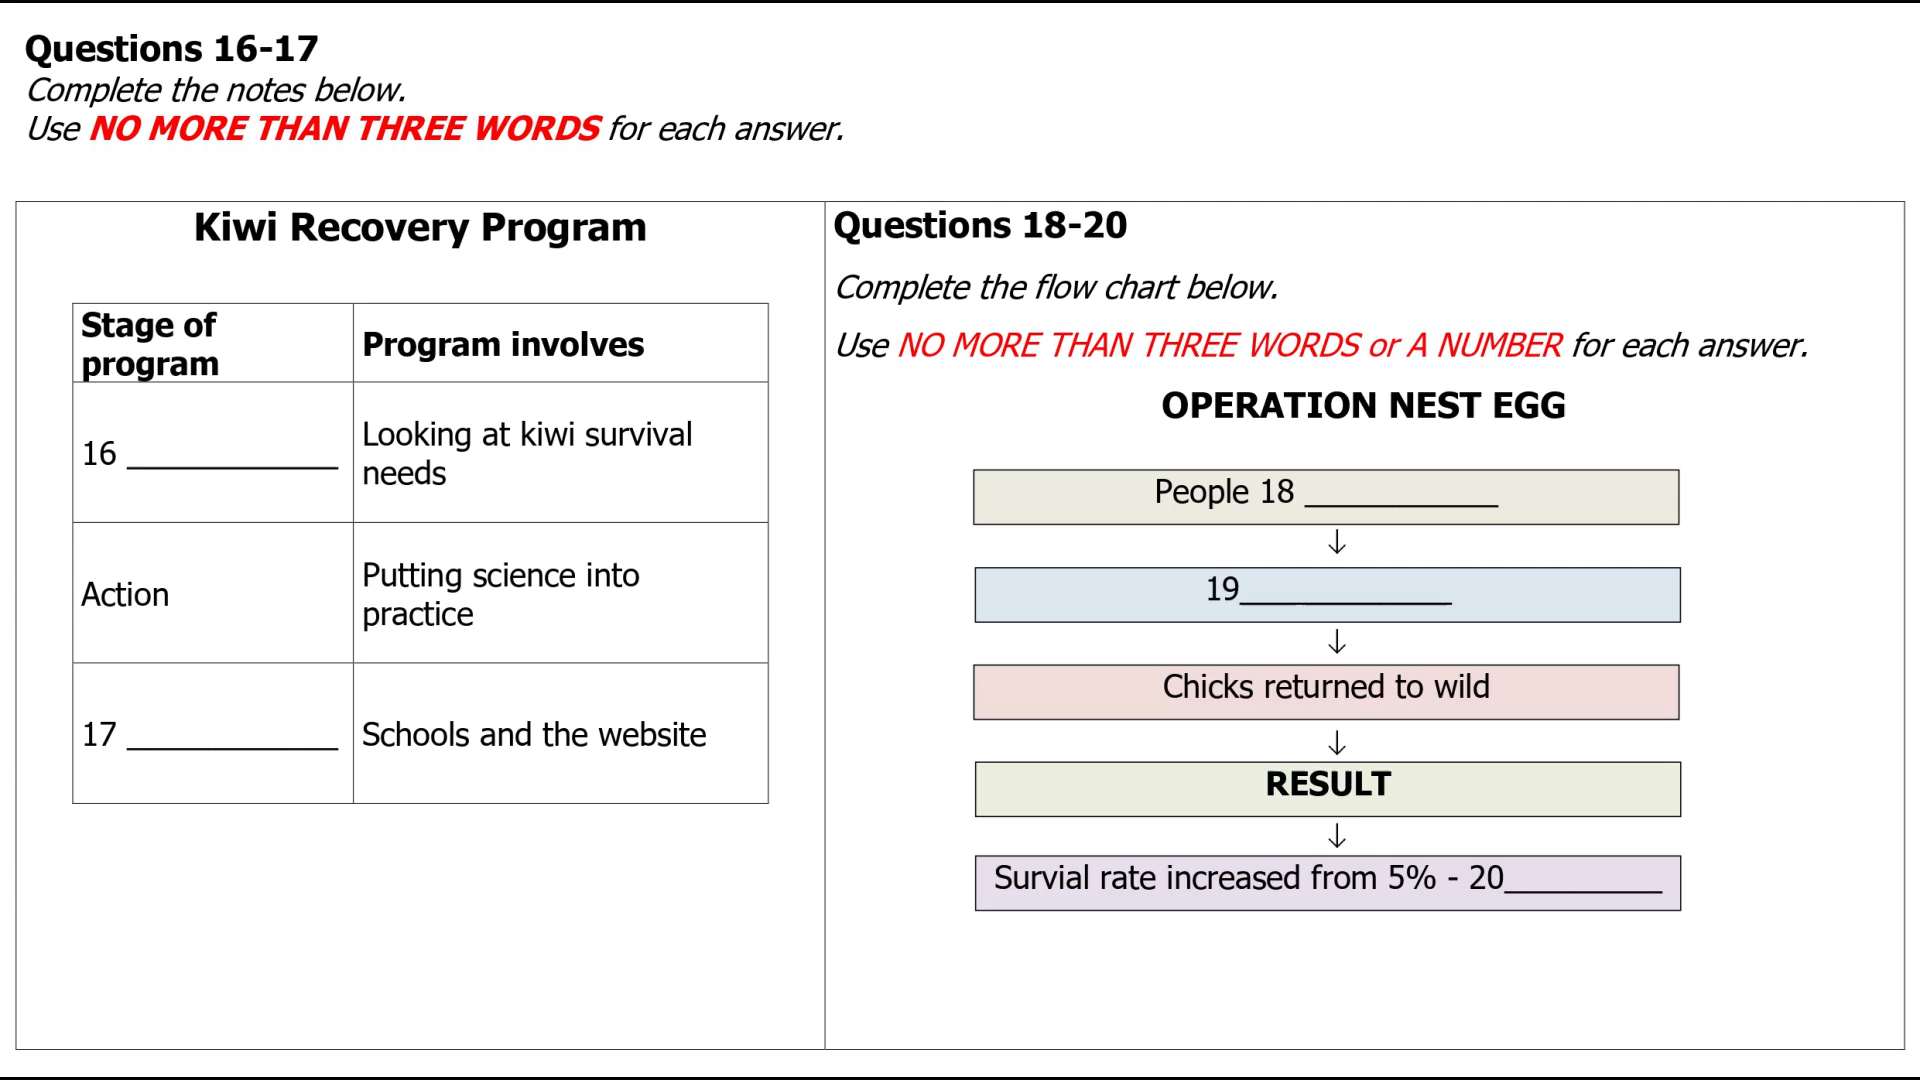 Questions 16-17
Complete the notes below.
Use NO MORE THAN THREE WORDS for each answer.
Kiwi Recovery Program
Stage of
program
Program involves
16 ____________
Looking at kiwi survival
needs
Action
Putting science into
practice
17 ____________
Schools and the website
Questions 18-20
Complete the flow chart below.
Use NO MORE THAN THREE WORDS or A NUMBER for each answer.
OPERATION NEST EGG
People 18 ___________
↓
19____________
↓
Chicks returned to wild
↓
RESULT
↓
Survial rate increased from 5% - 20_________